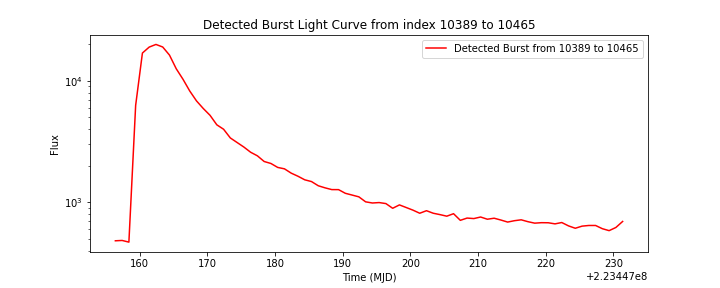 Detected Burst Light Curve from index 10389 to 10465
Detected Burst from 10389 to 10465
Flux
10⁴
10³
160 170 180 190 200 210 220 230
Time (MJD)
+2.23447e8